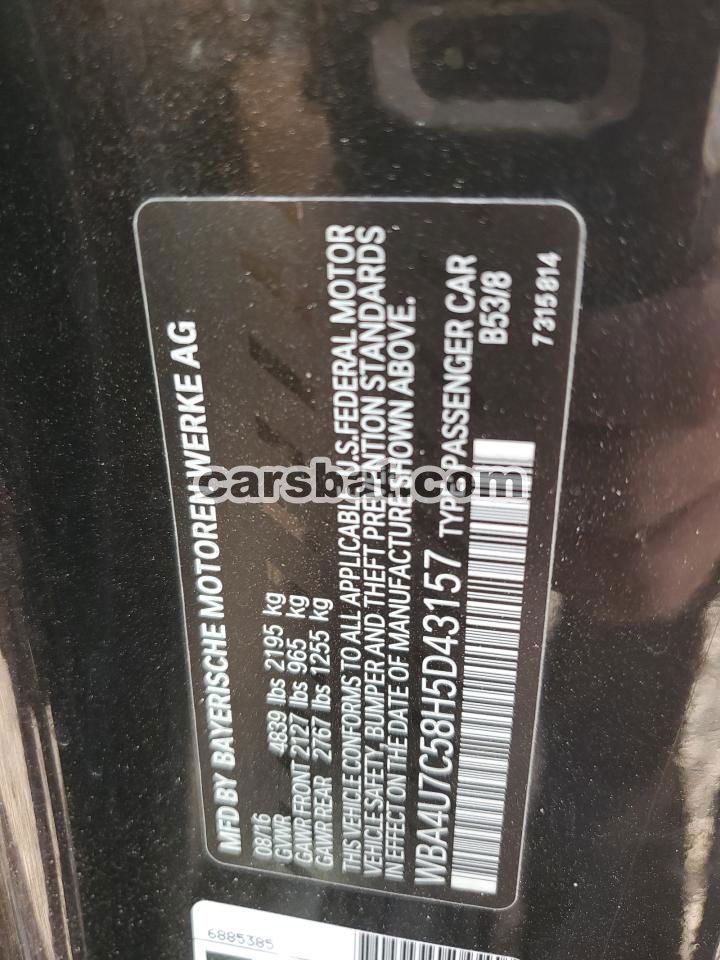 MFD BY BAYERISCHE MOTOREN WERKE AG
08/16
GVWR 4839 lbs 2195 kg
GAWR FRONT 2127 lbs 965 kg
GAWR REAR 2767 lbs 1255 kg
THIS VEHICLE CONFORMS TO ALL APPLICABLE U.S. FEDERAL MOTOR
VEHICLE SAFETY, BUMPER AND THEFT PREVENTION STANDARDS
IN EFFECT ON THE DATE OF MANUFACTURE SHOWN ABOVE.
WBA4U7C58H5D43157 TYPE: PASSENGER CAR
B53/8
7315814
carsbat.com
6885385